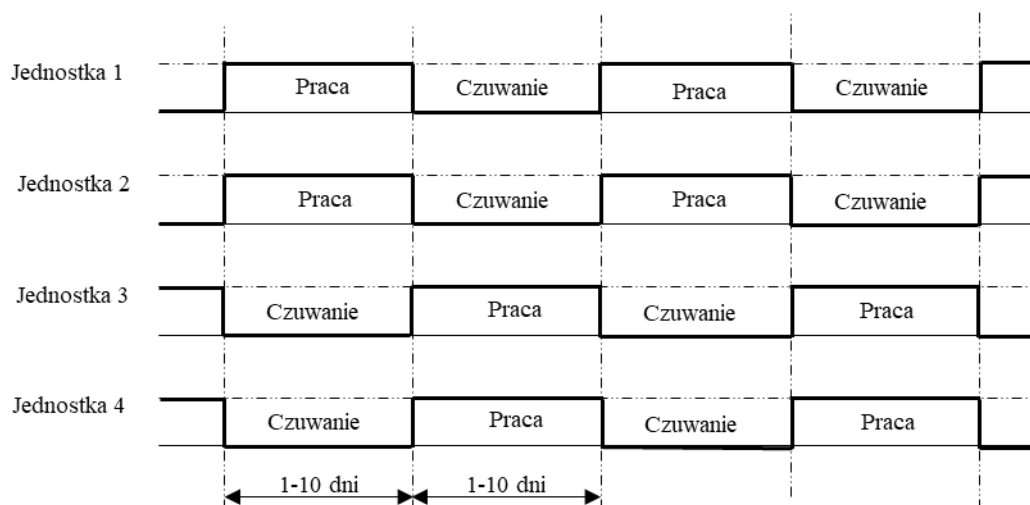 Jednostka 1
Praca Czuwanie Praca Czuwanie
Jednostka 2
Praca Czuwanie Praca Czuwanie
Jednostka 3
Czuwanie Praca Czuwanie Praca
Jednostka 4
Czuwanie Praca Czuwanie Praca
1-10 dni 1-10 dni